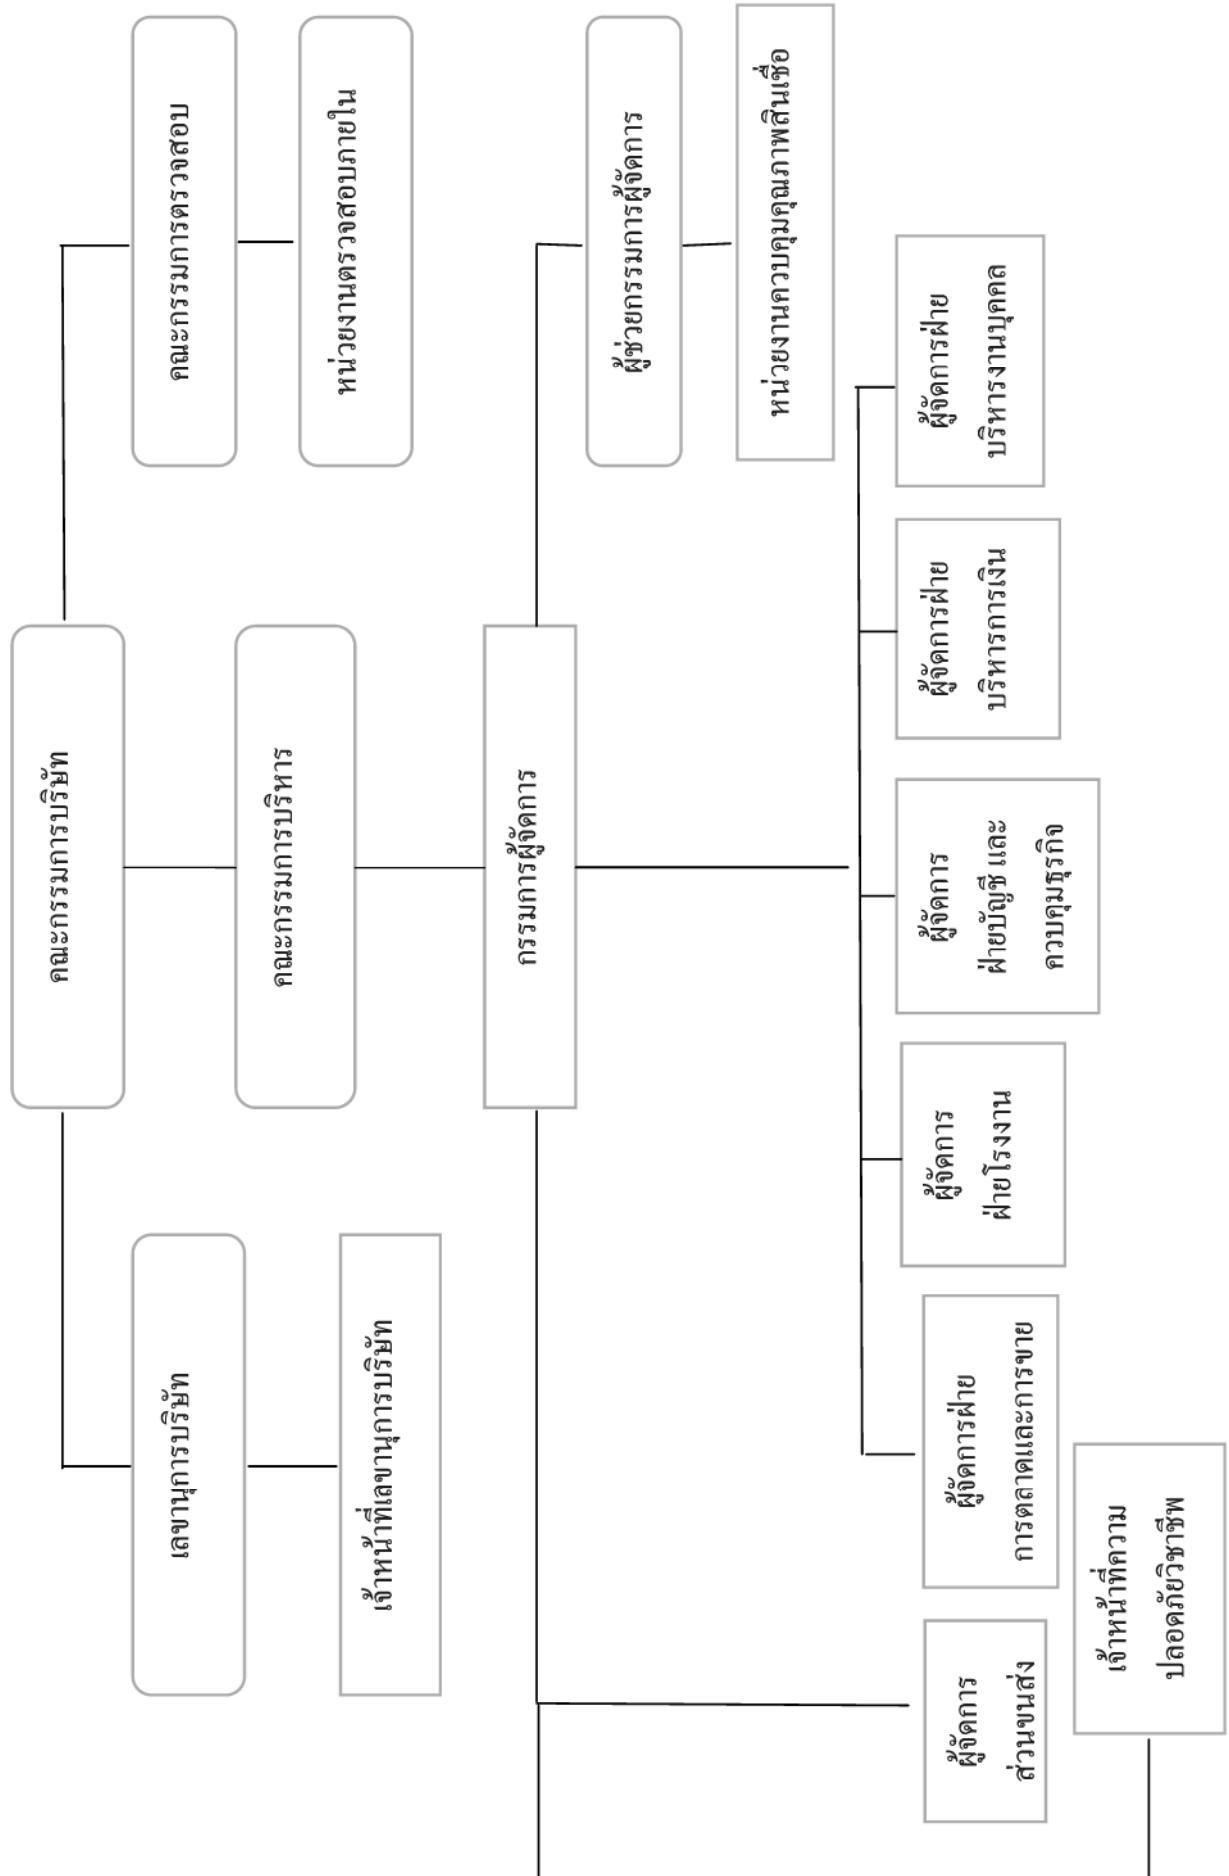 คณะกรรมการบริษัท
เลขานุการบริษัท
คณะกรรมการตรวจสอบ
คณะกรรมการบริหาร
เจ้าหน้าที่เลขานุการบริษัท
หน่วยงานตรวจสอบภายใน
กรรมการผู้จัดการ
ผู้ช่วยกรรมการผู้จัดการ
หน่วยงานควบคุมคุณภาพสินเชื่อ
ผู้จัดการ
ส่วนขนส่ง
ผู้จัดการฝ่าย
การตลาดและการขาย
ผู้จัดการ
ฝ่ายโรงงาน
ผู้จัดการ
ฝ่ายบัญชี และ
ควบคุมธุรกิจ
ผู้จัดการฝ่าย
บริหารการเงิน
ผู้จัดการฝ่าย
บริหารงานบุคคล
เจ้าหน้าที่ความ
ปลอดภัยวิชาชีพ